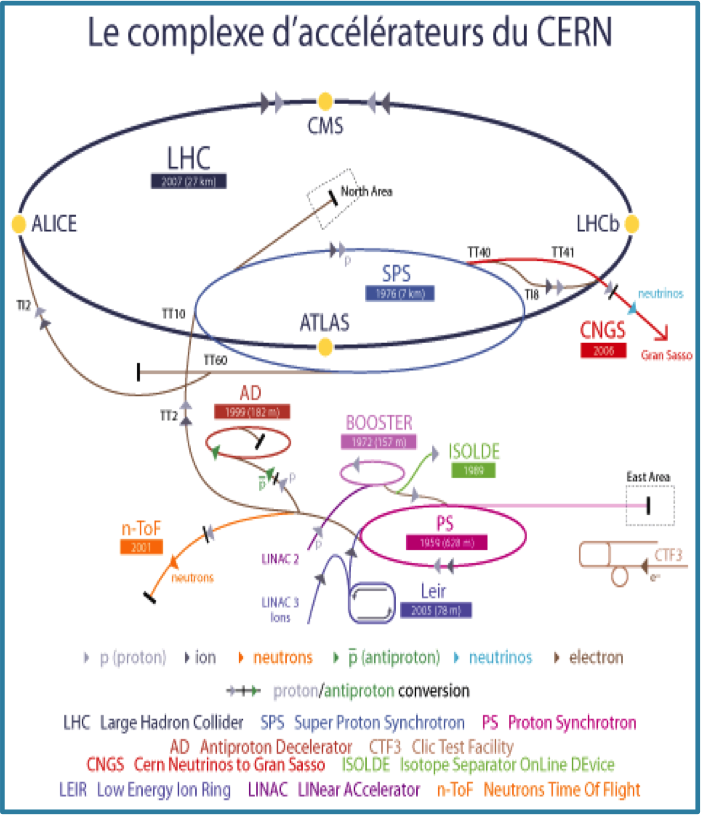 Le complexe d'accélérateurs du CERN
CMS
LHC
2007 (27 km)
North Area
ALICE
LHCb
TT40
TT41
p
SPS
1976 (7 km)
TI2
TT10
TI8
neutrinos
ATLAS
CNGS
2006
Gran Sasso
TT60
AD
1999 (182 m)
TT2
BOOSTER
1972 (157 m)
ISOLDE
1989
p̅
p
East Area
n-ToF
2001
PS
1959 (628 m)
p
LINAC 2
CTF3
neutrons
e⁻
LINAC 3
Ions
Leir
2005 (78 m)
p (proton) ion neutrons p̅ (antiproton) neutrinos electron
proton/antiproton conversion
LHC Large Hadron Collider SPS Super Proton Synchrotron PS Proton Synchrotron
AD Antiproton Decelerator CTF3 Clic Test Facility
CNGS Cern Neutrinos to Gran Sasso ISOLDE Isotope Separator OnLine DEvice
LEIR Low Energy Ion Ring LINAC LINear ACcelerator n-ToF Neutrons Time Of Flight